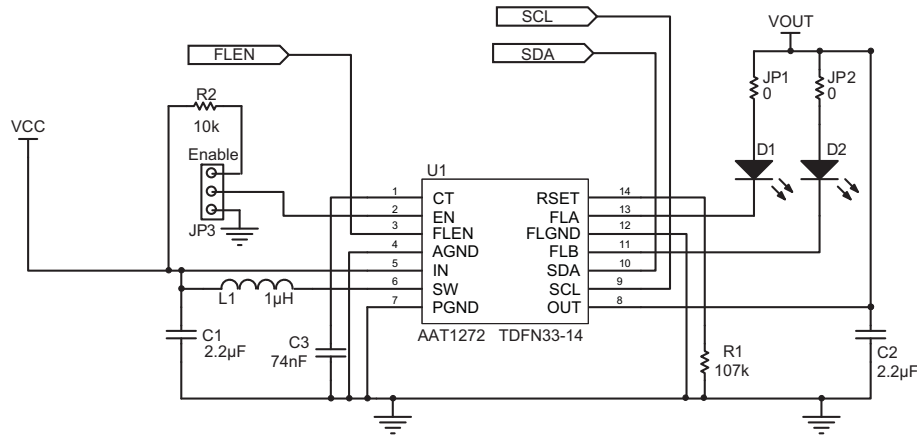 SCL
VOUT
FLEN
SDA
JP1
0
JP2
0
R2
10k
VCC
Enable
JP3
D1
D2
U1
1
CT
2
EN
3
FLEN
4
AGND
5
IN
6
SW
7
PGND
RSET
14
FLA
13
FLGND
12
FLB
11
SDA
10
SCL
9
OUT
8
L1
1μH
AAT1272
TDFN33-14
C1
2.2μF
C3
74nF
R1
107k
C2
2.2μF